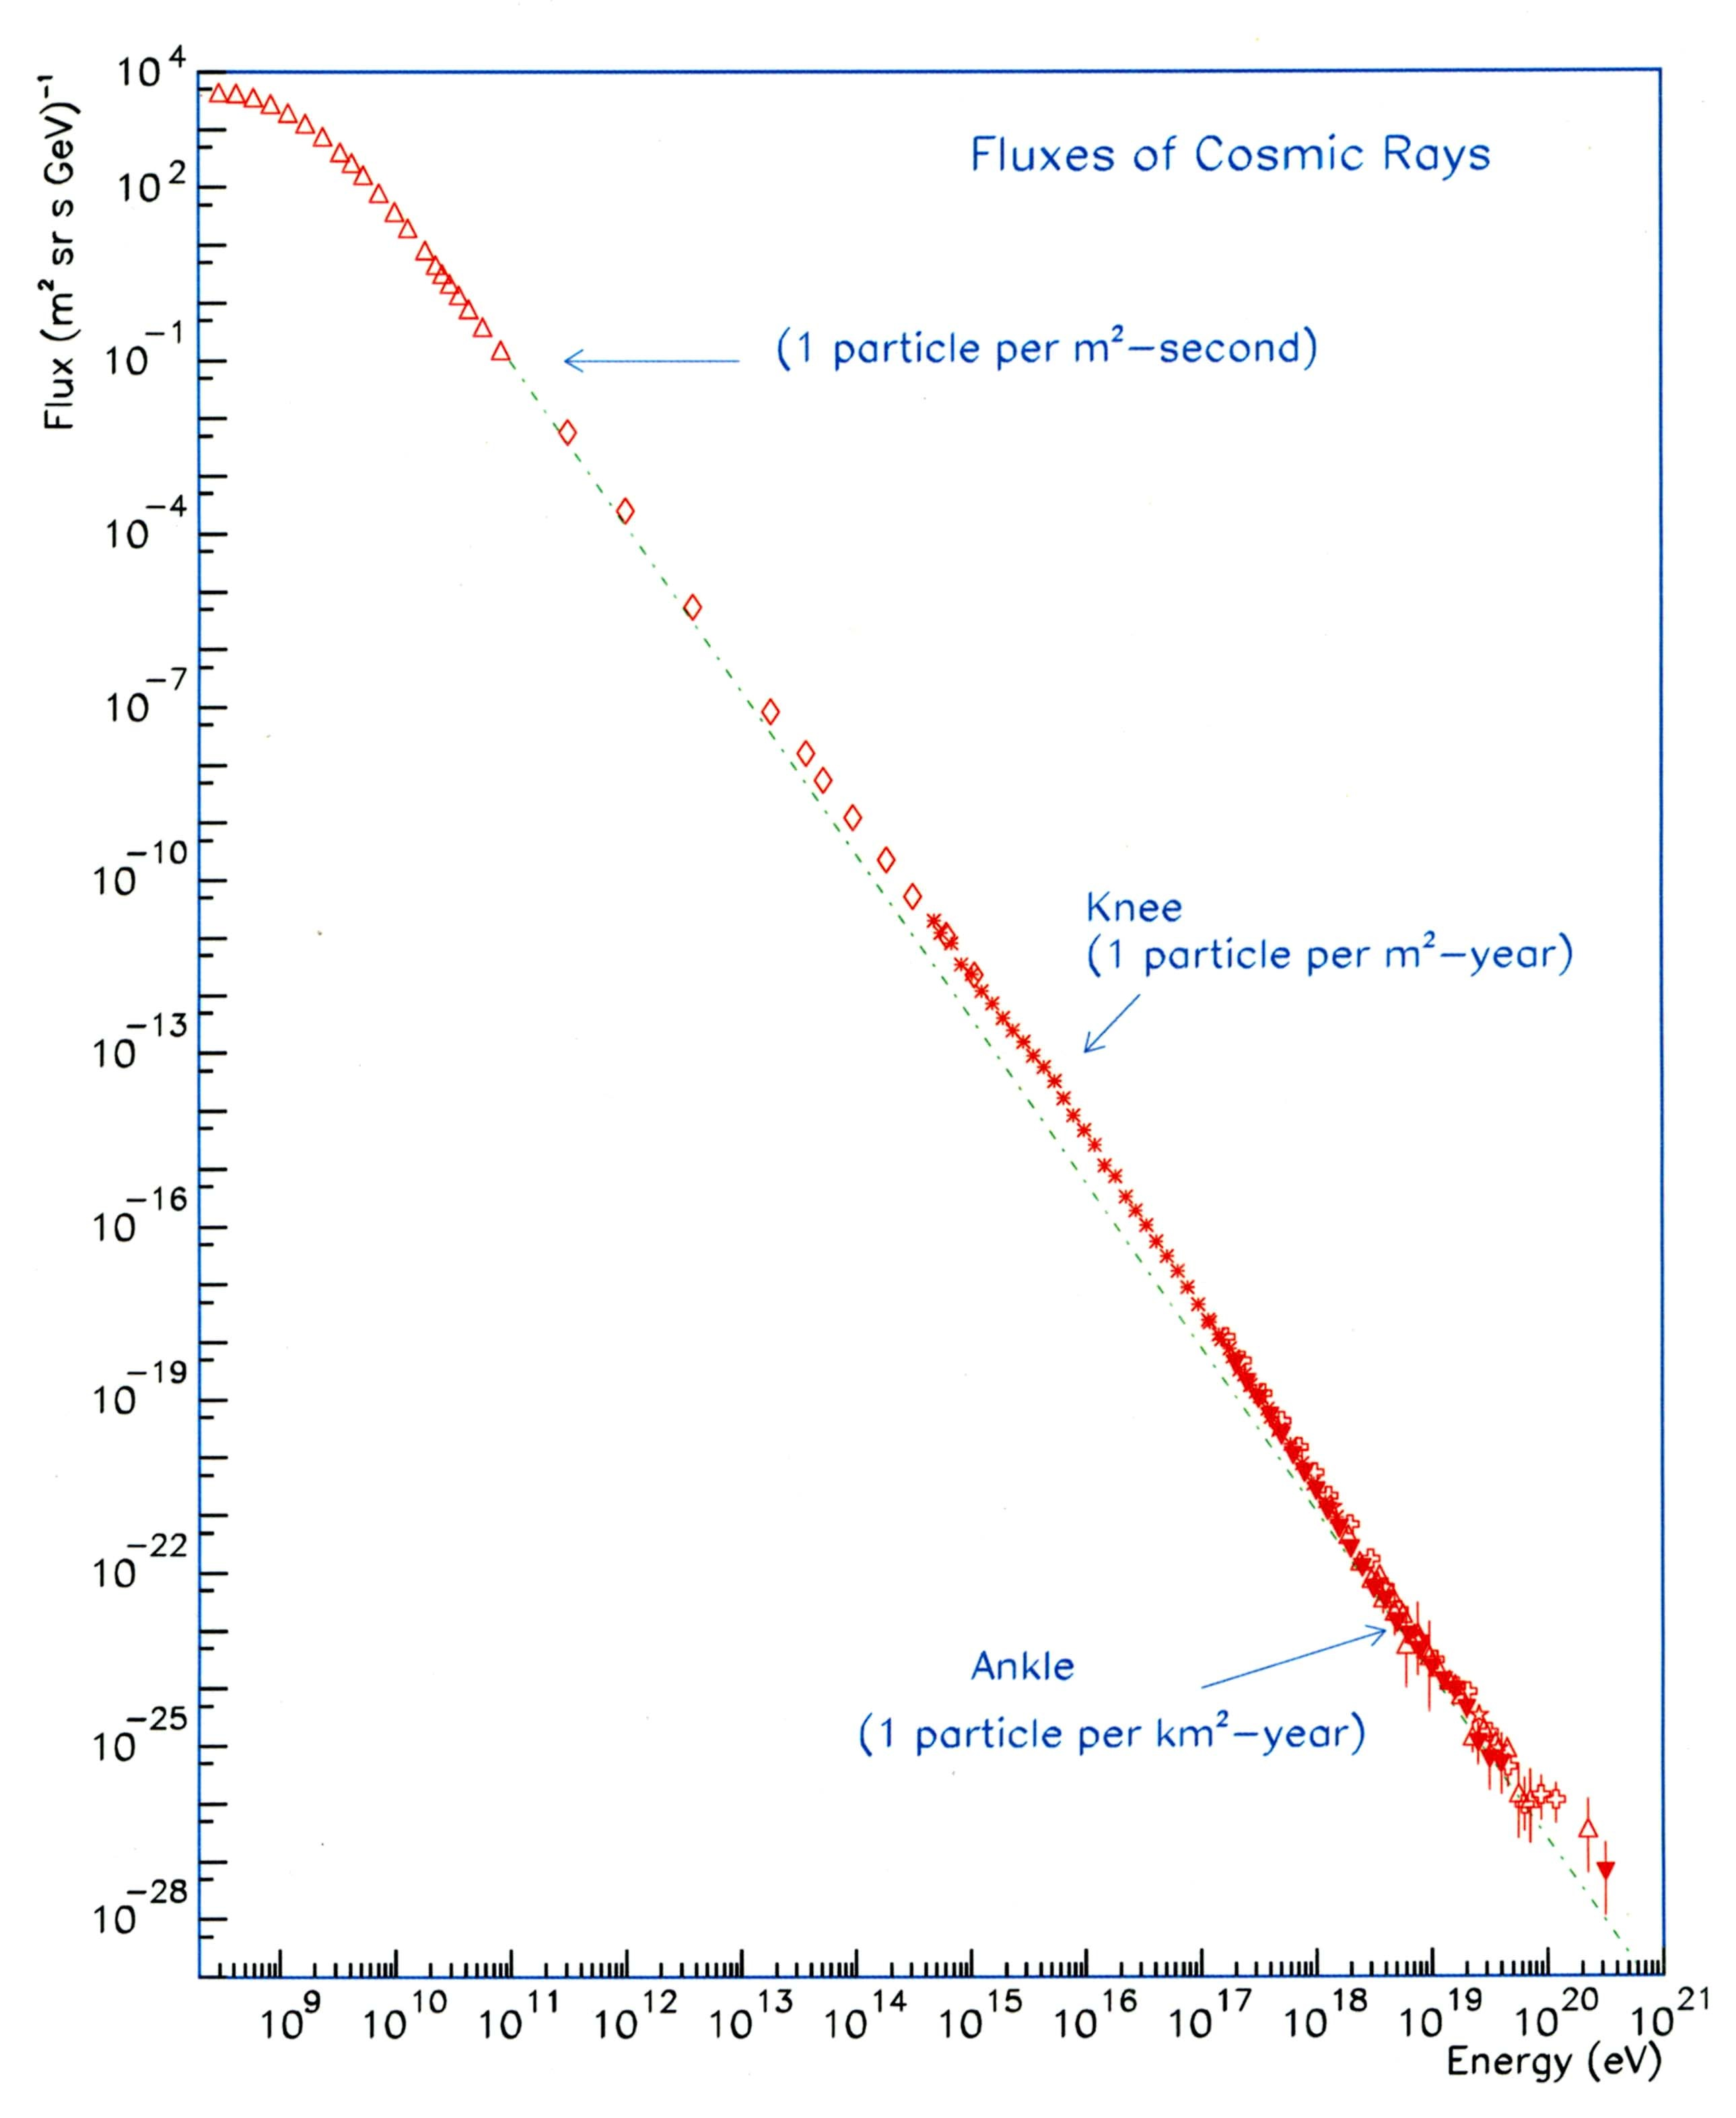 Fluxes of Cosmic Rays
Flux (m² sr s GeV)⁻¹
10⁴
10²
10⁻¹
10⁻⁴
10⁻⁷
10⁻¹⁰
10⁻¹³
10⁻¹⁶
10⁻¹⁹
10⁻²²
10⁻²⁵
10⁻²⁸
(1 particle per m²−second)
Knee
(1 particle per m²−year)
Ankle
(1 particle per km²−year)
10⁹ 10¹⁰ 10¹¹ 10¹² 10¹³ 10¹⁴ 10¹⁵ 10¹⁶ 10¹⁷ 10¹⁸ 10¹⁹ 10²⁰ 10²¹
Energy (eV)